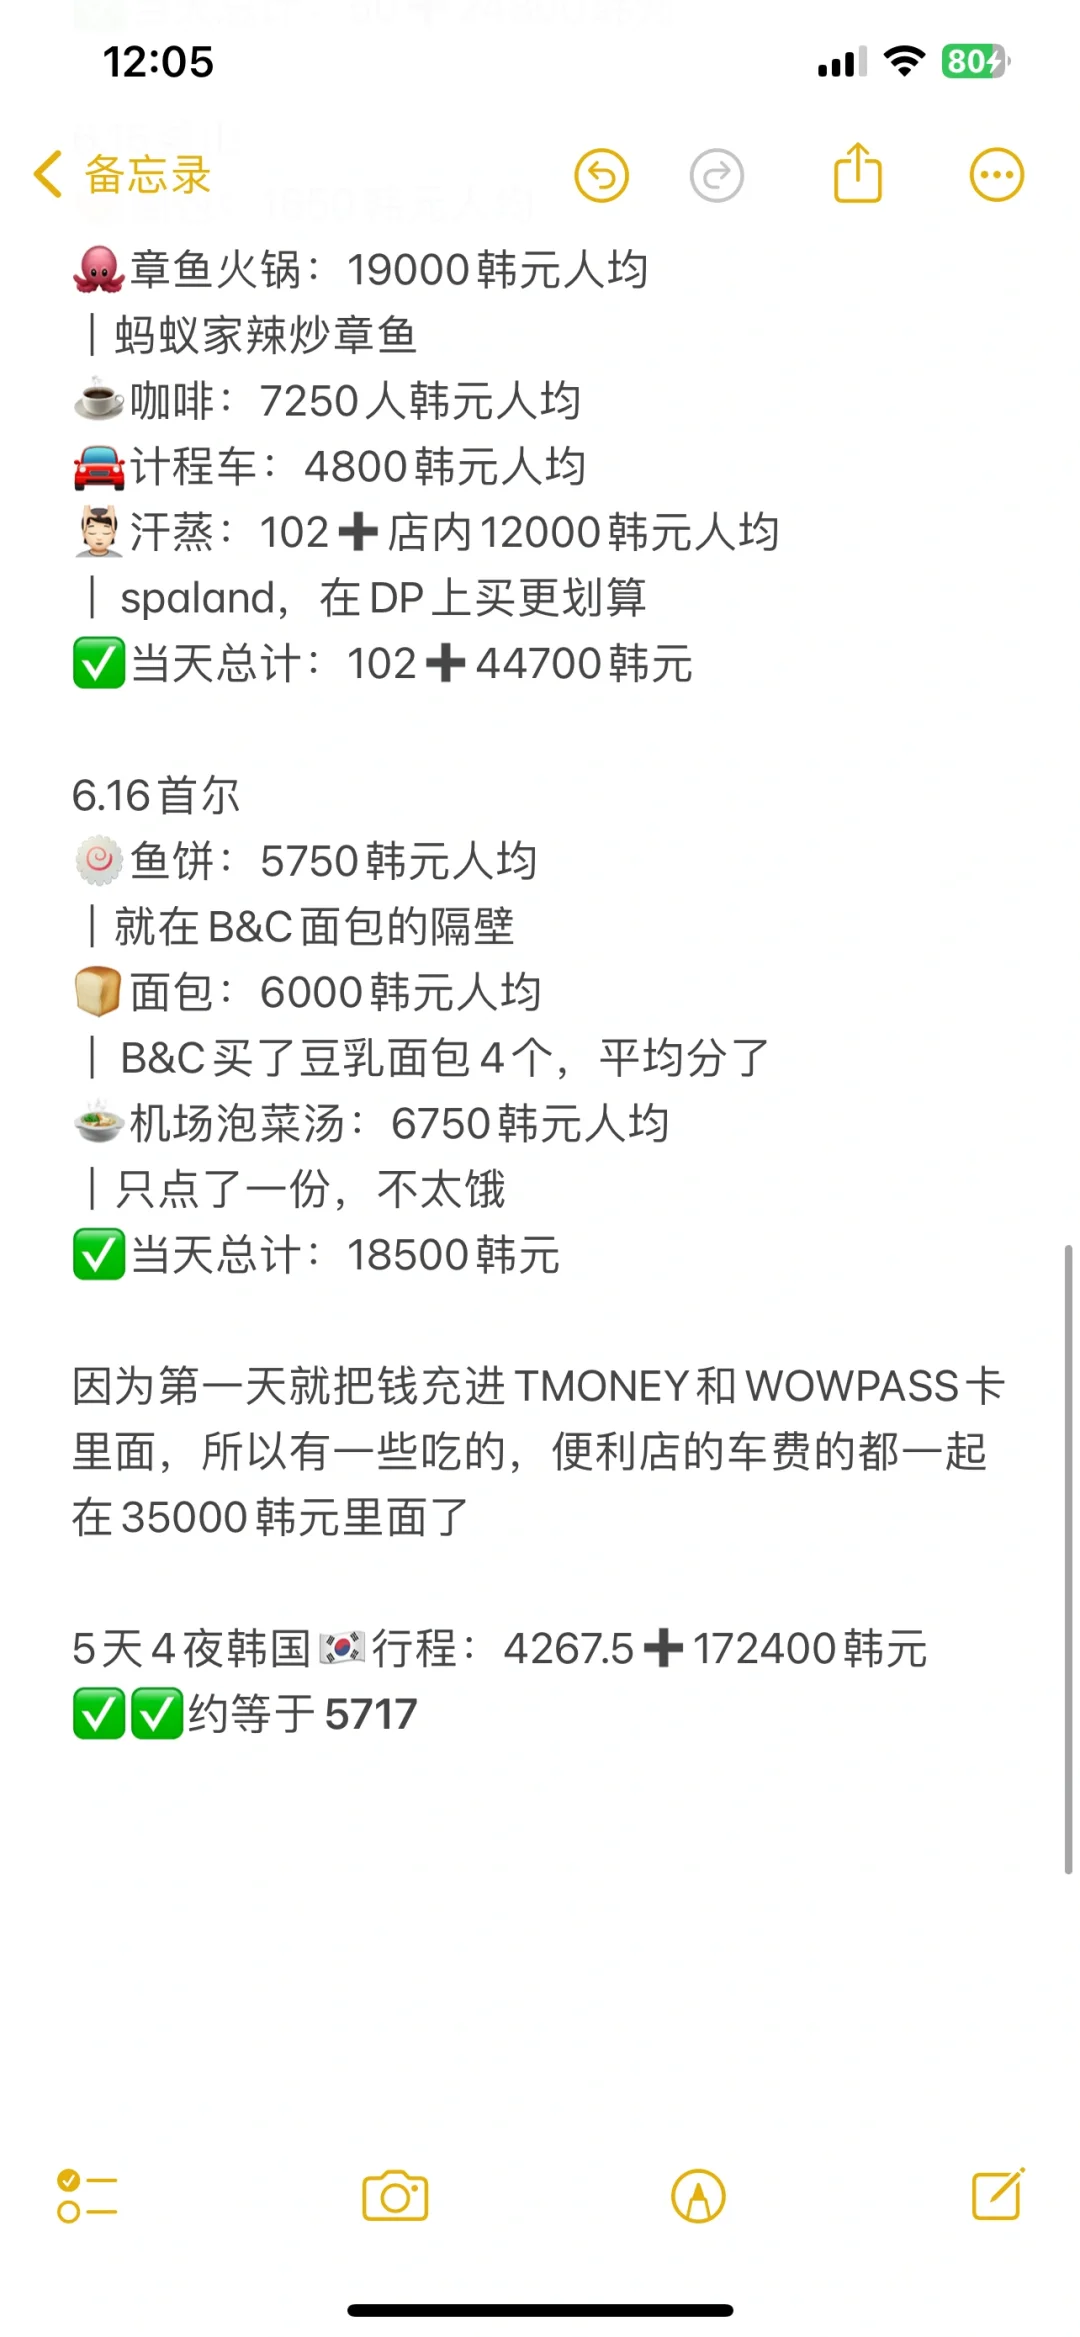 12:05
80
备忘录
🐙章鱼火锅：19000韩元人均
｜蚂蚁家辣炒章鱼
☕️咖啡：7250人韩元人均
🚘计程车：4800韩元人均
💆🏻汗蒸：102➕店内12000韩元人均
｜spaland，在DP上买更划算
✅当天总计：102➕44700韩元
6.16首尔
🍥鱼饼：5750韩元人均
｜就在B&C面包的隔壁
🍞面包：6000韩元人均
｜B&C买了豆乳面包4个，平均分了
🍲机场泡菜汤：6750韩元人均
｜只点了一份，不太饿
✅当天总计：18500韩元
因为第一天就把钱充进TMONEY和WOWPASS卡
里面，所以有一些吃的，便利店的车费的都一起
在35000韩元里面了
5天4夜韩国🇰🇷行程：4267.5➕172400韩元
✅✅约等于5717